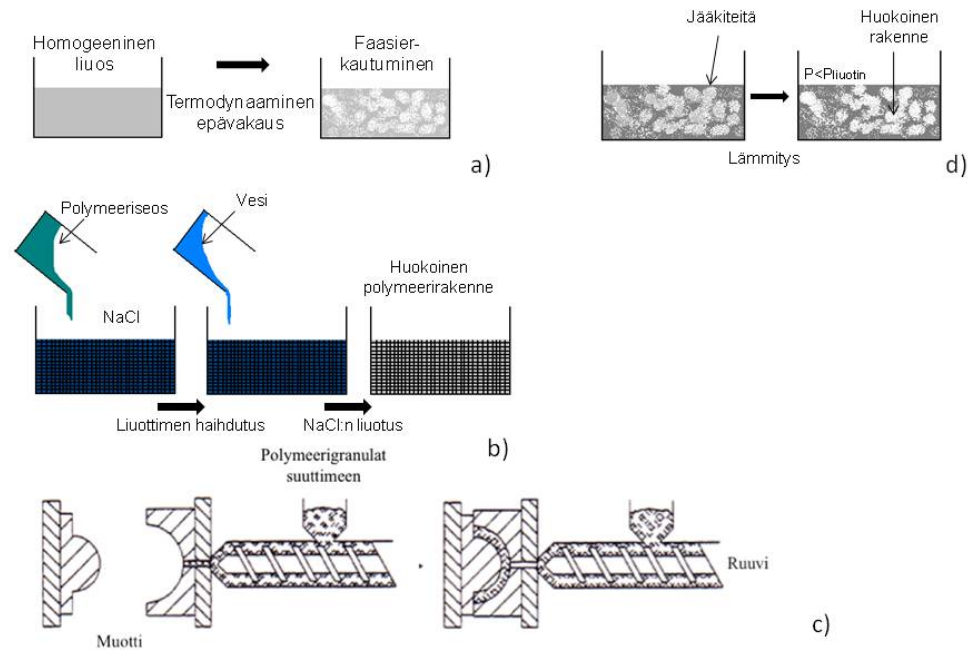 Homogeeninen
liuos
Faasier-
kautuminen
Termodynaaminen
epävakaus
a)
Jääkiteitä
Huokoinen
rakenne
P<Pliuotin
Lämmitys
d)
Polymeeriseos
Vesi
NaCl
Huokoinen
polymeerirakenne
Liuottimen haihdutus
NaCl:n liuotus
b)
Polymeerigranulat
suuttimeen
Muotti
Ruuvi
c)